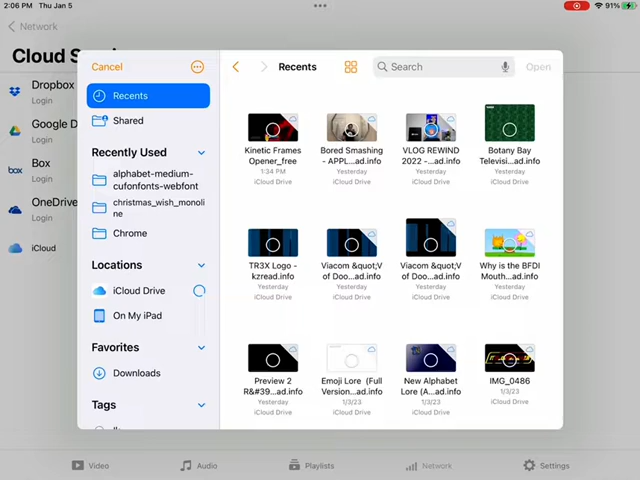 2:06 PM Thu Jan 5
91%
Network
Cloud S
Dropbox
Login
Google D
Login
Box
Login
OneDrive
Login
iCloud
Cancel
Recents
Shared
Recently Used
alphabet-medium-
cufonfonts-webfont
christmas_wish_monoli
ne
Chrome
Locations
iCloud Drive
On My iPad
Favorites
Downloads
Tags
Recents
Search
Open
Kinetic Frames
Opener_free
1:34 PM
iCloud Drive
Bored Smashing
- APPL...ad.info
Yesterday
iCloud Drive
VLOG REWIND
2022 -...ad.info
Yesterday
iCloud Drive
Botany Bay
Televisi...ad.info
Yesterday
iCloud Drive
TR3X Logo -
kzread.info
Yesterday
iCloud Drive
Viacom &quot;V
of Doo...ad.info
Yesterday
iCloud Drive
Viacom &quot;V
of Doo...ad.info
Yesterday
iCloud Drive
Why is the BFDI
Mouth...ad.info
Yesterday
iCloud Drive
Preview 2
R&#39...ad.info
Yesterday
iCloud Drive
Emoji Lore (Full
Version...ad.info
1/3/23
iCloud Drive
New Alphabet
Lore (A...ad.info
1/3/23
iCloud Drive
IMG_0486
1/3/23
iCloud Drive
Video
Audio
Playlists
Network
Settings